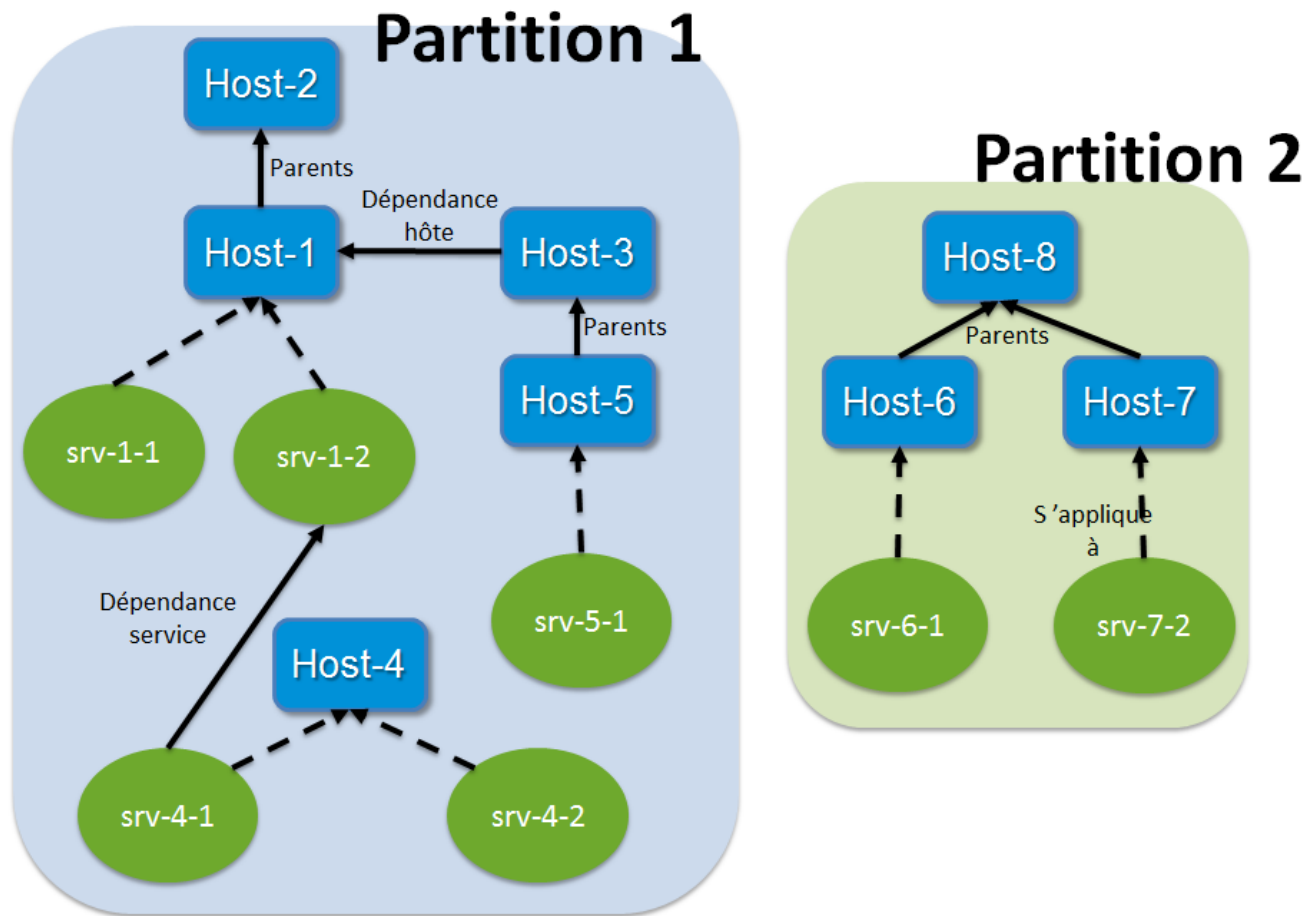 Partition 1
Host-2
Parents
Dépendance
hôte
Host-1
Host-3
Parents
Host-5
srv-1-1
srv-1-2
Dépendance
service
srv-5-1
Host-4
srv-4-1
srv-4-2
Partition 2
Host-8
Parents
Host-6
Host-7
S ’applique
à
srv-6-1
srv-7-2